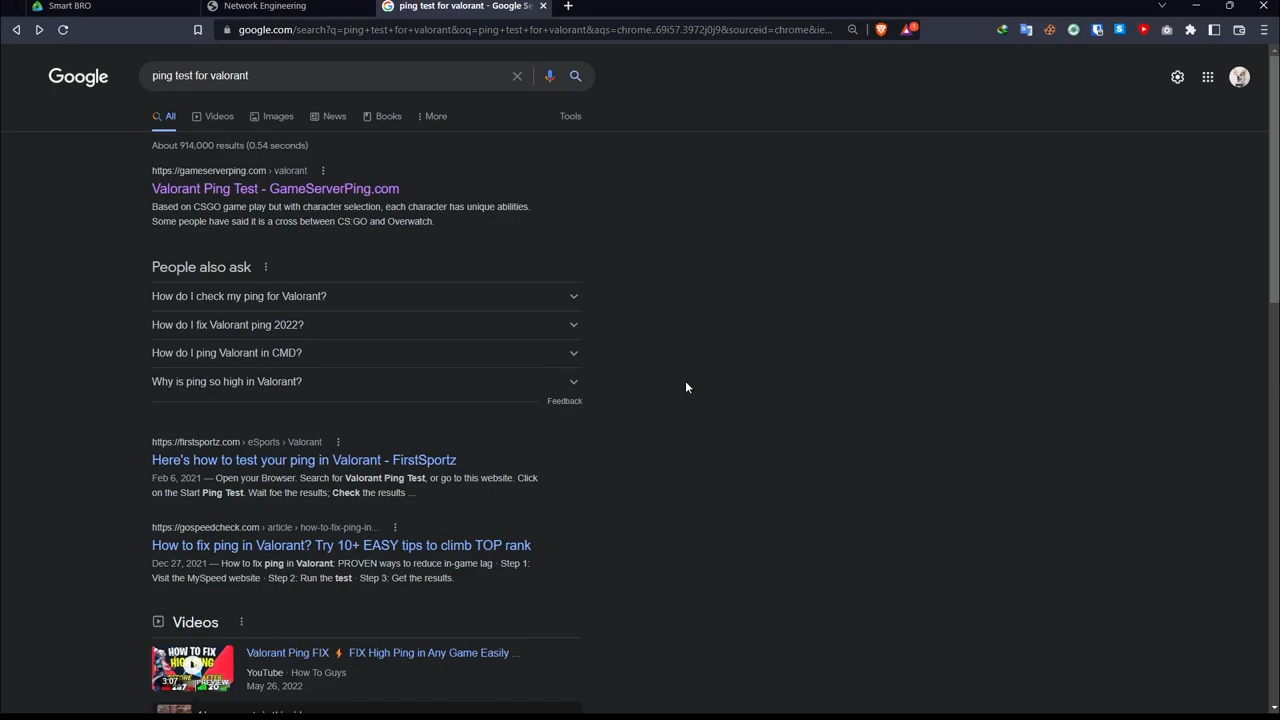 Smart BRO
Network Engineering
ping test for valorant - Google Se
google.com/search?q=ping+test+for+valorant&oq=ping+test+for+valorant&aqs=chrome..69i57.3972j0j9&sourceid=chrome&ie...
Google
ping test for valorant
All
Videos
Images
News
Books
More
Tools
About 914,000 results (0.54 seconds)
https://gameserverping.com › valorant
Valorant Ping Test - GameServerPing.com
Based on CSGO game play but with character selection, each character has unique abilities.
Some people have said it is a cross between CS:GO and Overwatch.
People also ask
How do I check my ping for Valorant?
How do I fix Valorant ping 2022?
How do I ping Valorant in CMD?
Why is ping so high in Valorant?
Feedback
https://firstsportz.com › eSports › Valorant
Here's how to test your ping in Valorant - FirstSportz
Feb 6, 2021 — Open your Browser. Search for Valorant Ping Test, or go to this website. Click
on the Start Ping Test. Wait foe the results; Check the results ...
https://gospeedcheck.com › article › how-to-fix-ping-in...
How to fix ping in Valorant? Try 10+ EASY tips to climb TOP rank
Dec 27, 2021 — How to fix ping in Valorant: PROVEN ways to reduce in-game lag · Step 1:
Visit the MySpeed website · Step 2: Run the test · Step 3: Get the results.
Videos
HOW TO FIX
3:07
PREVIEW
20
Valorant Ping FIX ⚡ FIX High Ping in Any Game Easily ...
YouTube · How To Guys
May 26, 2022